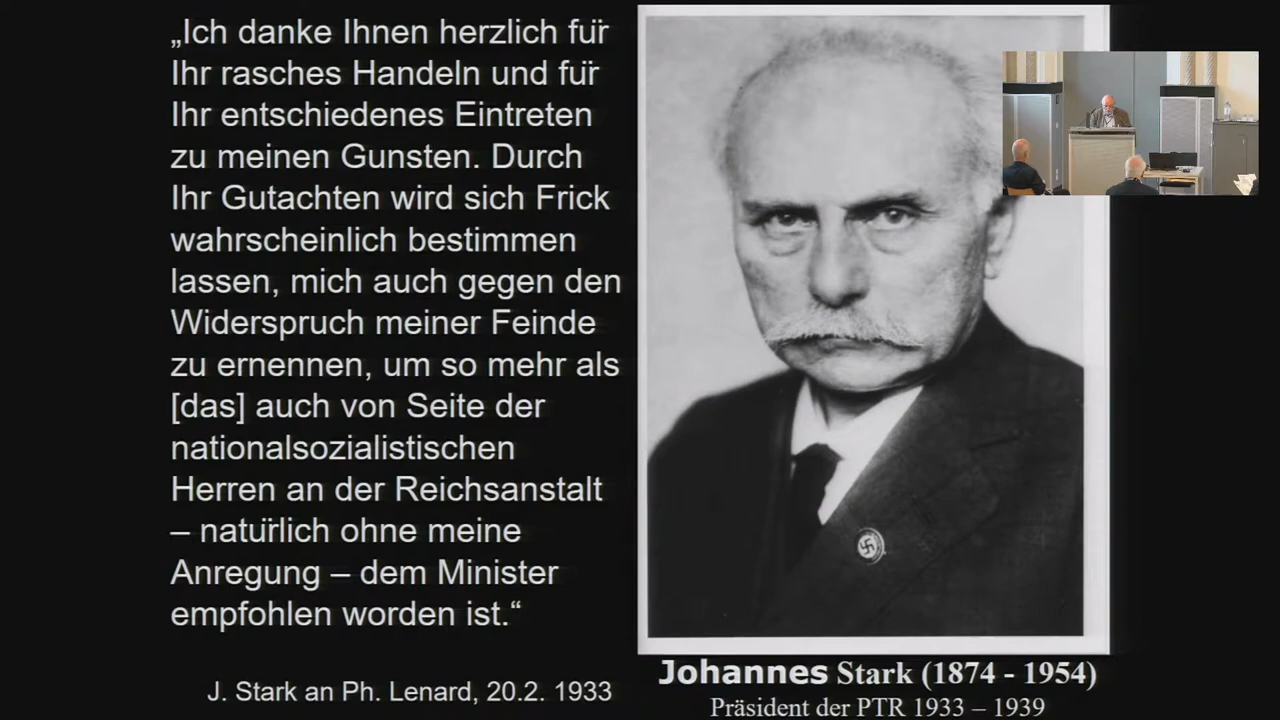 „Ich danke Ihnen herzlich für
Ihr rasches Handeln und für
Ihr entschiedenes Eintreten
zu meinen Gunsten. Durch
Ihr Gutachten wird sich Frick
wahrscheinlich bestimmen
lassen, mich auch gegen den
Widerspruch meiner Feinde
zu ernennen, um so mehr als
[das] auch von Seite der
nationalsozialistischen
Herren an der Reichsanstalt
– natürlich ohne meine
Anregung – dem Minister
empfohlen worden ist.“
J. Stark an Ph. Lenard, 20.2. 1933
Johannes Stark (1874 - 1954)
Präsident der PTR 1933 – 1939